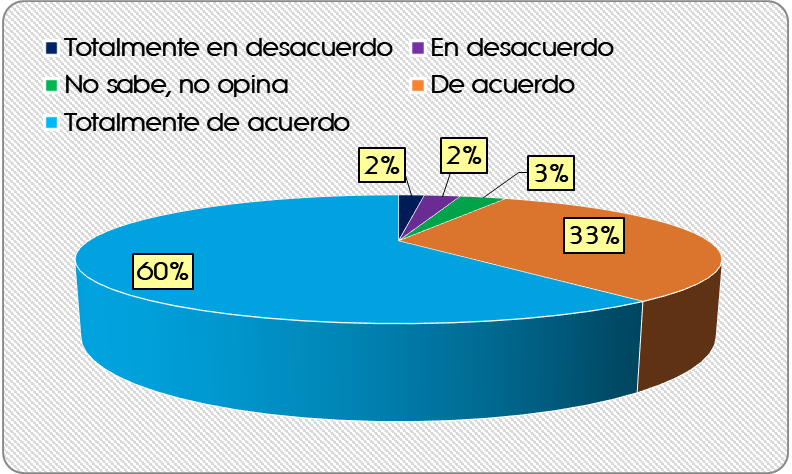 Totalmente en desacuerdo En desacuerdo
No sabe, no opina De acuerdo
Totalmente de acuerdo
2% 2% 3%
33%
60%